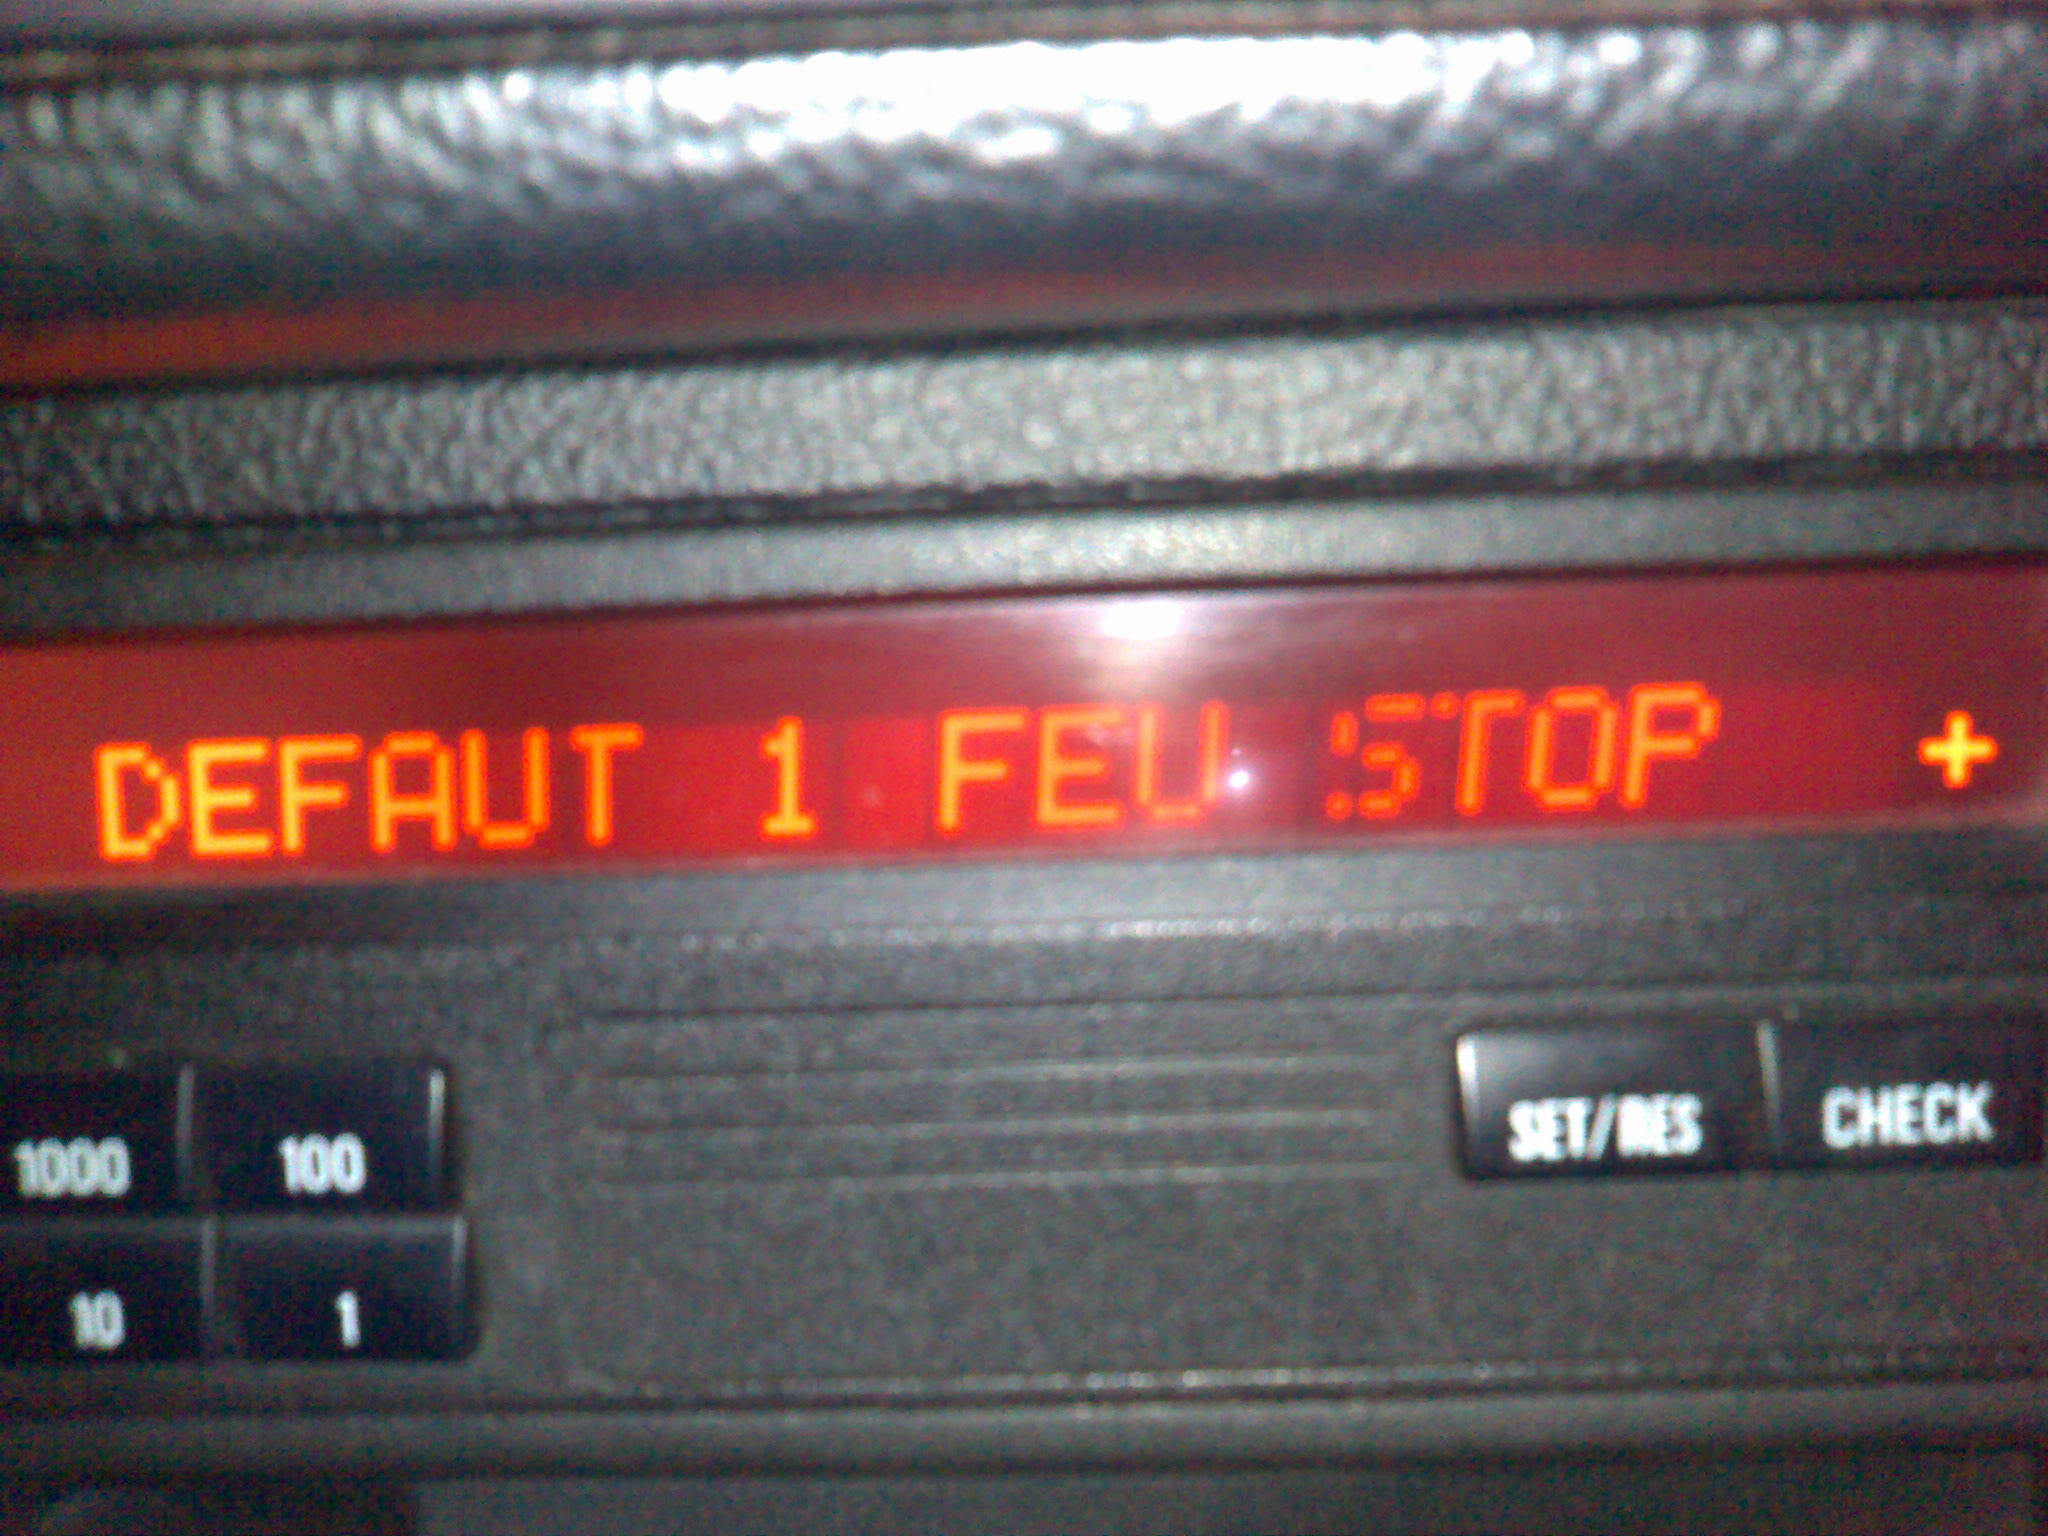 DEFAUT 1 FEU STOP +
1000 100
SET/RES CHECK
10 1